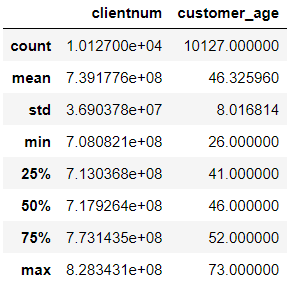 clientnum customer_age
count 1.012700e+04 10127.000000
mean 7.391776e+08 46.325960
std 3.690378e+07 8.016814
min 7.080821e+08 26.000000
25% 7.130368e+08 41.000000
50% 7.179264e+08 46.000000
75% 7.731435e+08 52.000000
max 8.283431e+08 73.000000